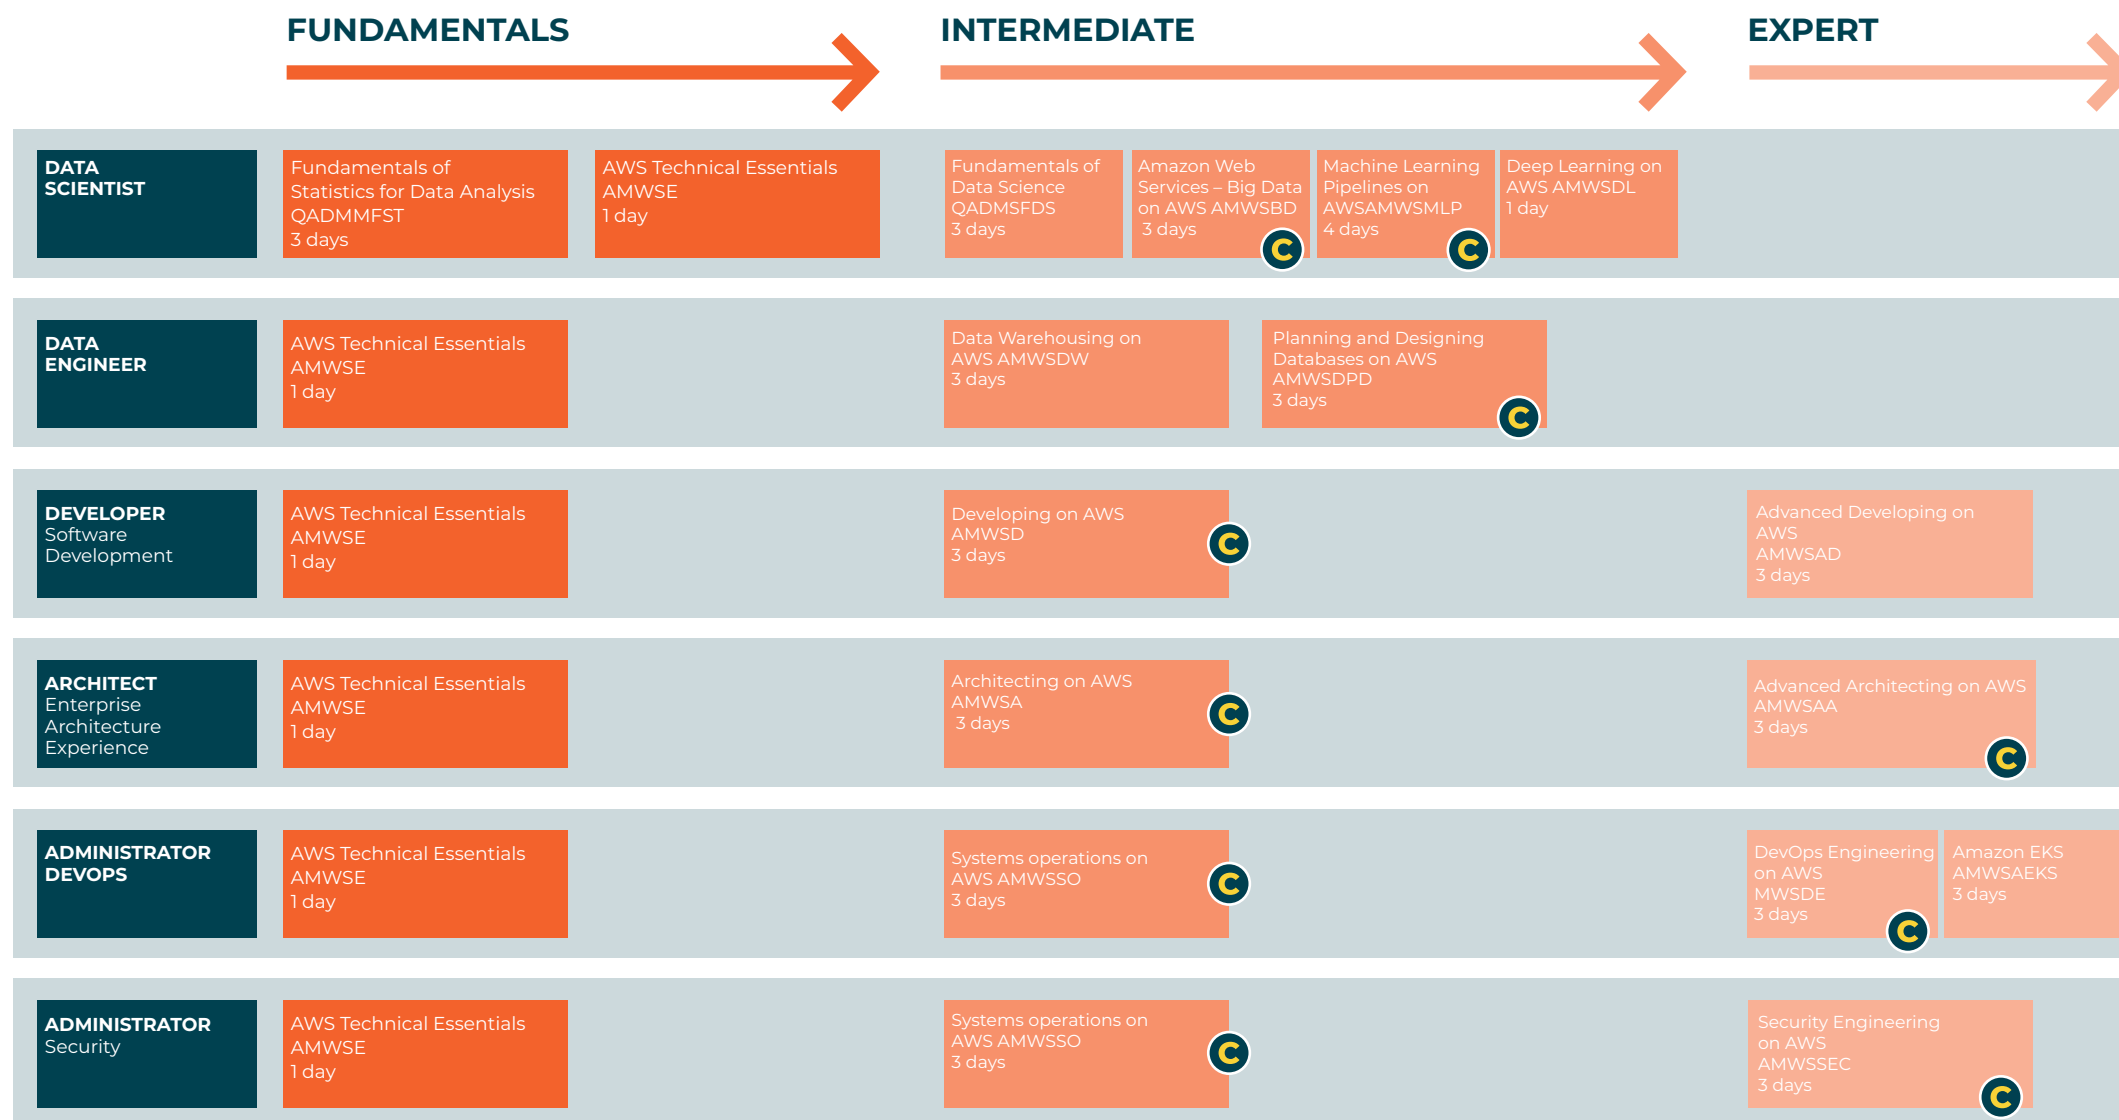 FUNDAMENTALS
INTERMEDIATE
EXPERT
DATA
SCIENTIST
Fundamentals of
Statistics for Data Analysis
QADMMFST
3 days
AWS Technical Essentials
AMWSE
1 day
Fundamentals of
Data Science
QADMSFDS
3 days
Amazon Web
Services – Big Data
on AWS AMWSBD
3 days
C
Machine Learning
Pipelines on
AWSAMWSMLP
4 days
C
Deep Learning on
AWS AMWSDL
1 day
DATA
ENGINEER
AWS Technical Essentials
AMWSE
1 day
Data Warehousing on
AWS AMWSDW
3 days
Planning and Designing
Databases on AWS
AMWSDPD
3 days
C
DEVELOPER
Software
Development
AWS Technical Essentials
AMWSE
1 day
Developing on AWS
AMWSD
3 days
C
Advanced Developing on
AWS
AMWSAD
3 days
ARCHITECT
Enterprise
Architecture
Experience
AWS Technical Essentials
AMWSE
1 day
Architecting on AWS
AMWSA
3 days
C
Advanced Architecting on AWS
AMWSAA
3 days
C
ADMINISTRATOR
DEVOPS
AWS Technical Essentials
AMWSE
1 day
Systems operations on
AWS AMWSSO
3 days
C
DevOps Engineering
on AWS
MWSDE
3 days
C
Amazon EKS
AMWSAEKS
3 days
ADMINISTRATOR
Security
AWS Technical Essentials
AMWSE
1 day
Systems operations on
AWS AMWSSO
3 days
C
Security Engineering
on AWS
AMWSSEC
3 days
C